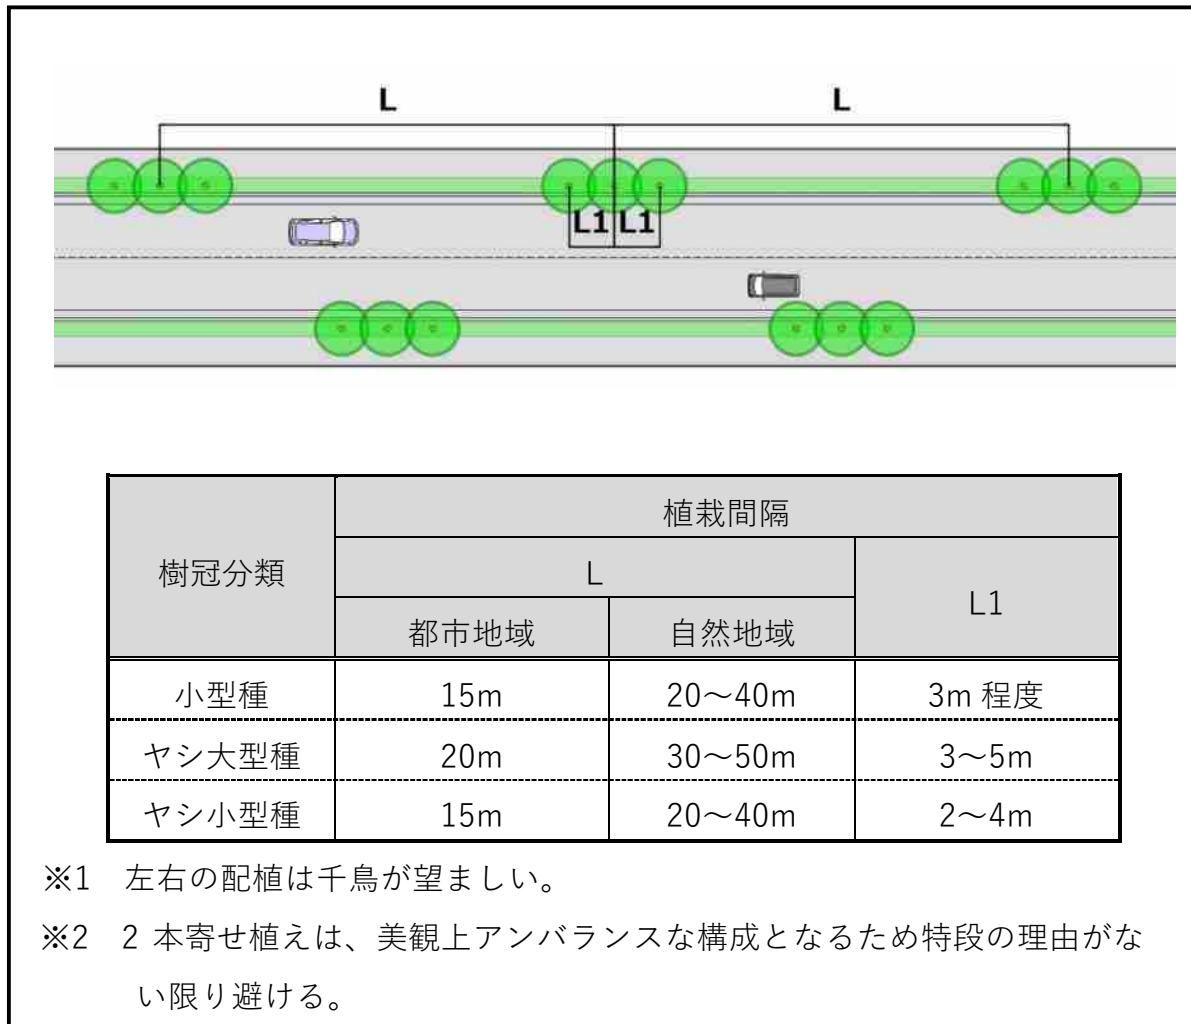 L L
L1 L1
樹冠分類 植栽間隔
L L1
都市地域 自然地域
小型種 15m 20～40m 3m 程度
ヤシ大型種 20m 30～50m 3～5m
ヤシ小型種 15m 20～40m 2～4m
※1　左右の配植は千鳥が望ましい。
※2　2 本寄せ植えは、美観上アンバランスな構成となるため特段の理由がな
い限り避ける。